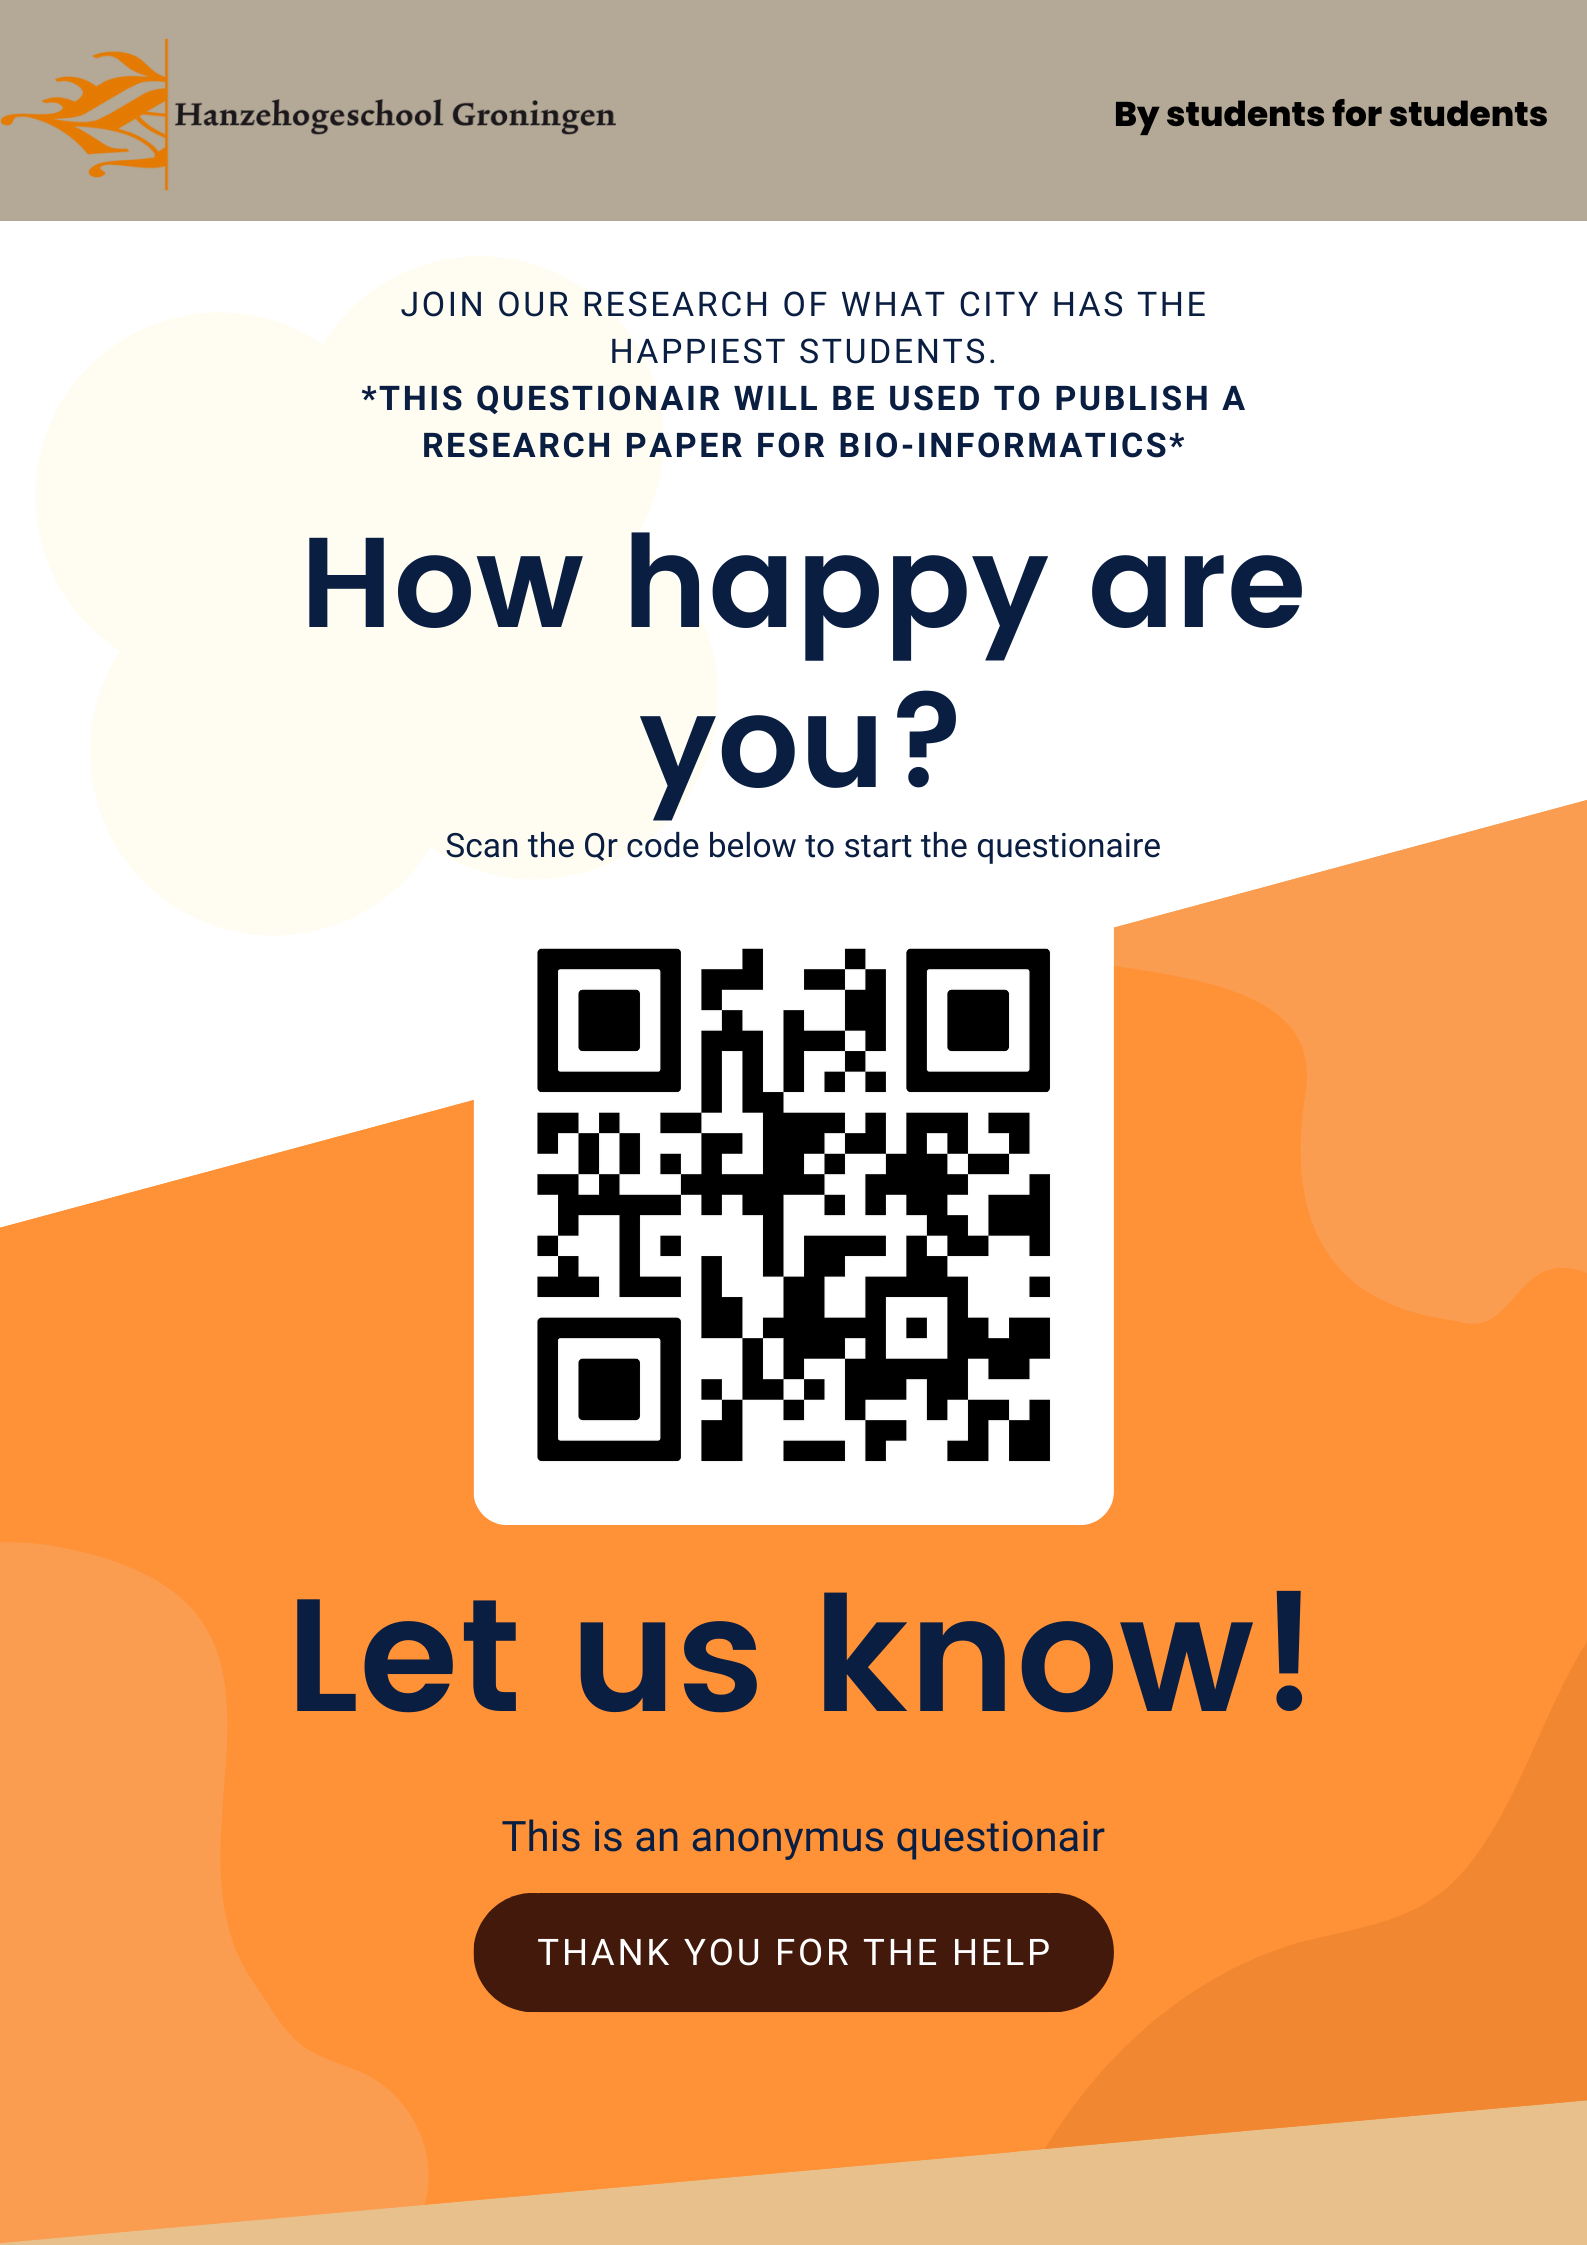 Hanzehogeschool Groningen
By students for students
JOIN OUR RESEARCH OF WHAT CITY HAS THE
HAPPIEST STUDENTS.
*THIS QUESTIONAIR WILL BE USED TO PUBLISH A
RESEARCH PAPER FOR BIO-INFORMATICS*
How happy are
you?
Scan the Qr code below to start the questionaire
Let us know!
This is an anonymus questionair
THANK YOU FOR THE HELP